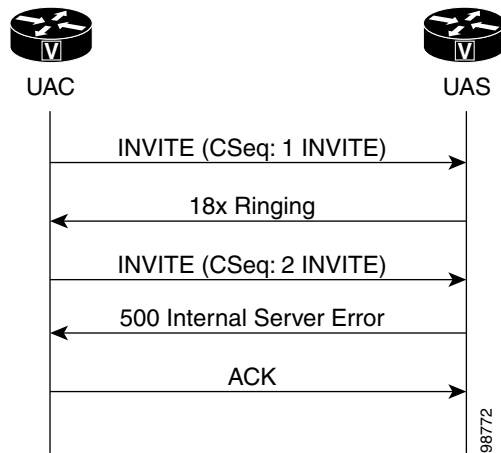 V
V
UAC
UAS
INVITE (CSeq: 1 INVITE)
18x Ringing
INVITE (CSeq: 2 INVITE)
500 Internal Server Error
ACK
98772